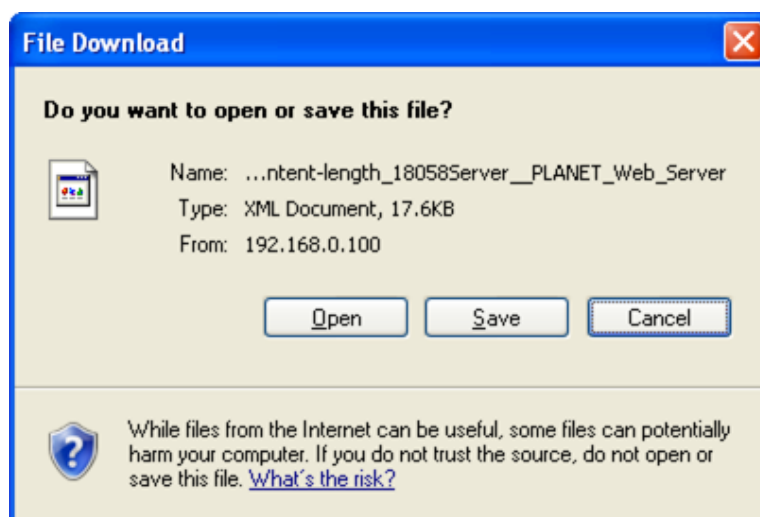 File Download
Do you want to open or save this file?
Name: ...ntent-length_18058Server__PLANET_Web_Server
Type: XML Document, 17.6KB
From: 192.168.0.100
Open Save Cancel
While files from the Internet can be useful, some files can potentially
harm your computer. If you do not trust the source, do not open or
save this file. What's the risk?